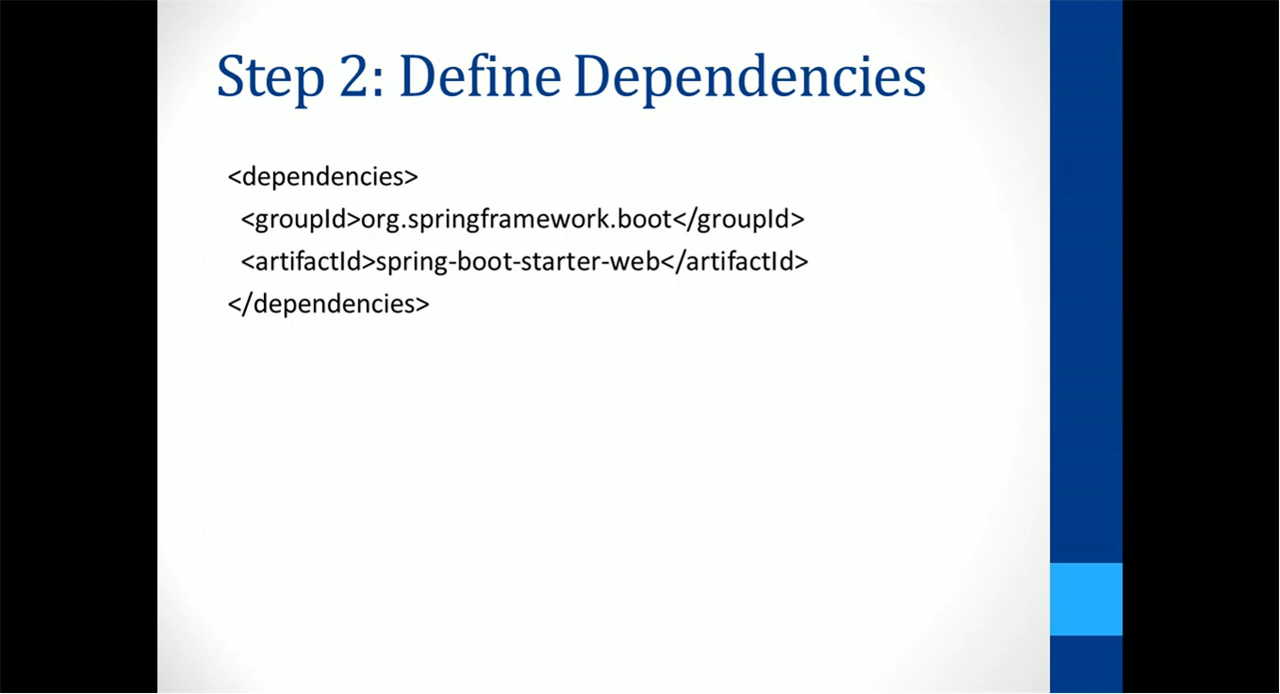 Step 2: Define Dependencies
<dependencies>
<groupId>org.springframework.boot</groupId>
<artifactId>spring-boot-starter-web</artifactId>
</dependencies>